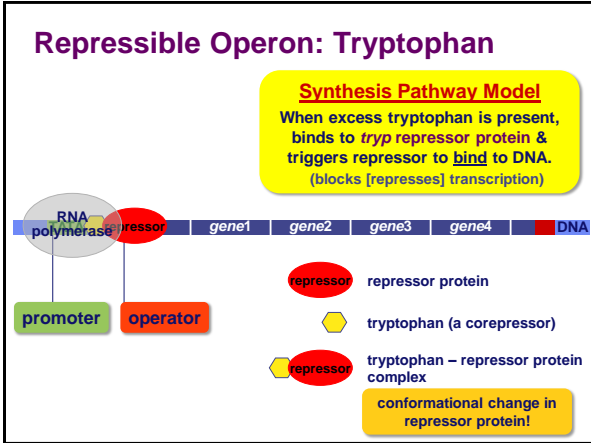 Repressible Operon: Tryptophan
Synthesis Pathway Model
When excess tryptophan is present,
binds to tryp repressor protein &
triggers repressor to bind to DNA.
(blocks [represses] transcription)
RNA
polymerase
TATA
repressor
gene1
gene2
gene3
gene4
DNA
promoter
operator
repressor
repressor protein
tryptophan (a corepressor)
repressor
tryptophan – repressor protein
complex
conformational change in
repressor protein!